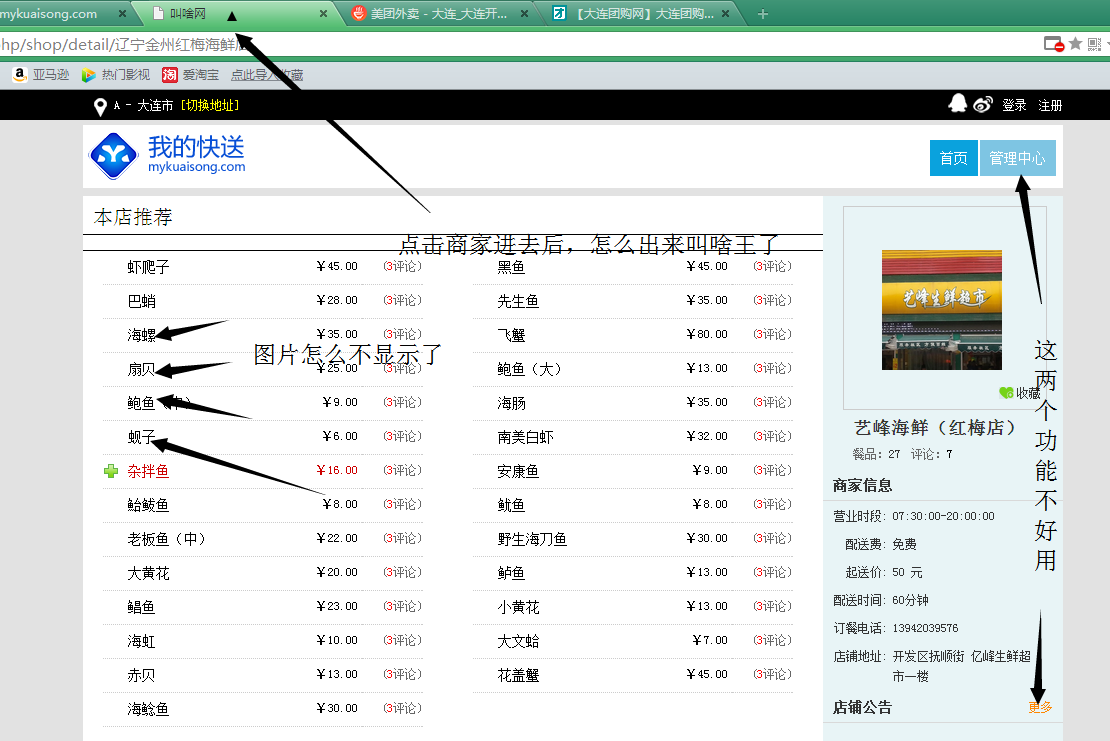 mykuaisong.com
叫啥网
美团外卖 - 大连_大连开...
【大连团购网】大连团购...
hp/shop/detail/辽宁金州红梅海鲜店
亚马逊 热门影视 爱淘宝 点此导入收藏
A - 大连市 [切换地址]
登录 注册
我的快送
mykuaisong.com
首页 管理中心
本店推荐
点击商家进去后，怎么出来叫啥王了
虾爬子 ￥45.00 (3评论)
黑鱼 ￥45.00 (3评论)
巴蛸 ￥28.00 (3评论)
先生鱼 ￥35.00 (3评论)
海螺 ￥35.00 (3评论)
飞蟹 ￥80.00 (3评论)
图片怎么不显示了
扇贝 ￥25.00 (3评论)
鲍鱼（大） ￥13.00 (3评论)
鲍鱼（中） ￥9.00 (3评论)
海肠 ￥35.00 (3评论)
蚬子 ￥6.00 (3评论)
南美白虾 ￥32.00 (3评论)
杂拌鱼 ￥16.00 (3评论)
安康鱼 ￥9.00 (3评论)
鲐鲅鱼 ￥8.00 (3评论)
鱿鱼 ￥8.00 (3评论)
老板鱼（中） ￥22.00 (3评论)
野生海刀鱼 ￥30.00 (3评论)
大黄花 ￥20.00 (3评论)
鲈鱼 ￥13.00 (3评论)
鲳鱼 ￥23.00 (3评论)
小黄花 ￥13.00 (3评论)
海虹 ￥10.00 (3评论)
大文蛤 ￥7.00 (3评论)
赤贝 ￥13.00 (3评论)
花盖蟹 ￥45.00 (3评论)
海鲶鱼 ￥30.00 (3评论)
艺峰生鲜超市
收藏
这两个功能不好用
艺峰海鲜（红梅店）
餐品: 27 评论: 7
商家信息
营业时段: 07:30:00-20:00:00
配送费: 免费
起送价: 50 元
配送时间: 60分钟
订餐电话: 13942039576
店铺地址: 开发区抚顺街 亿峰生鲜超
市一楼
店铺公告 更多